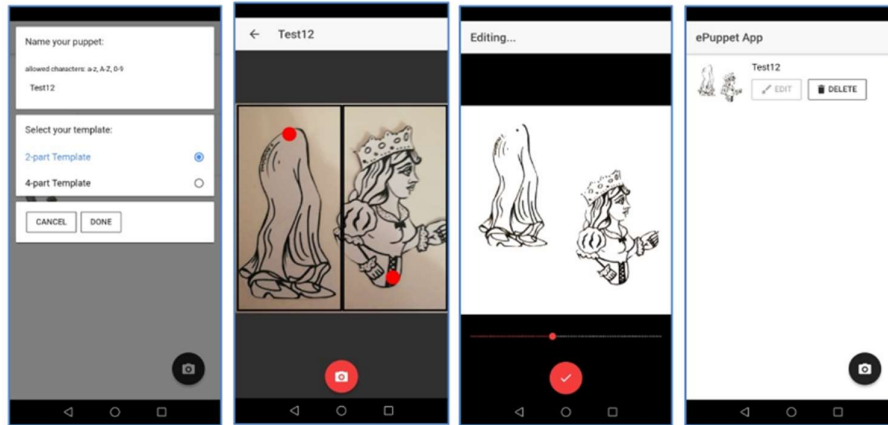 Name your puppet:
allowed characters: a-z, A-Z, 0-9
Test12
Select your template:
2-part Template
4-part Template
CANCEL DONE
Test12
Editing...
ePuppet App
Test12
EDIT DELETE